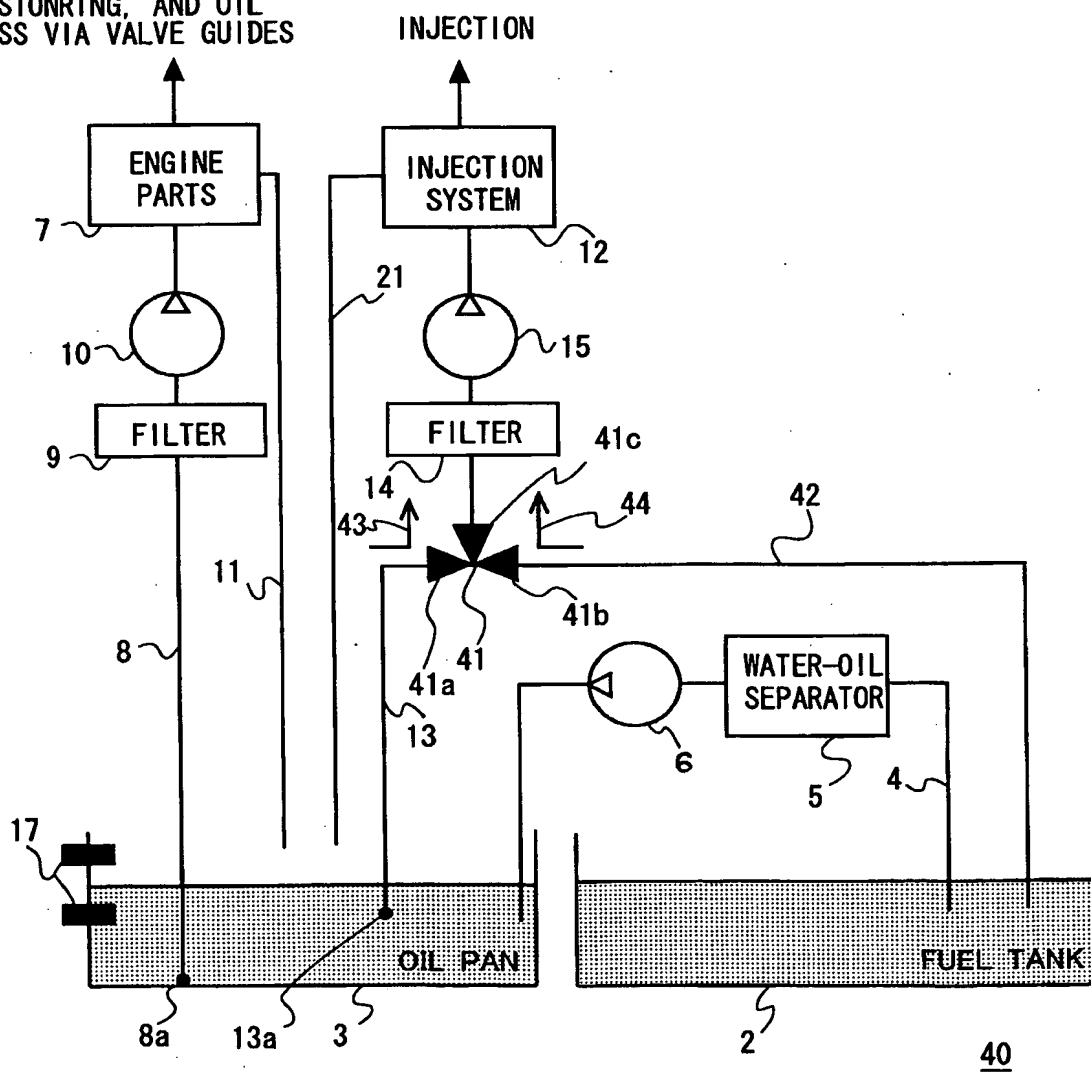 STONRING, AND OIL
SS VIA VALVE GUIDES
INJECTION
ENGINE
PARTS
INJECTION
SYSTEM
7
12
21
10
15
FILTER
FILTER
41c
9
14
43
44
42
11
41b
8
41a
41
WATER-OIL
SEPARATOR
13
6
5
4
17
OIL PAN
FUEL TANK
8a
13a
3
2
40